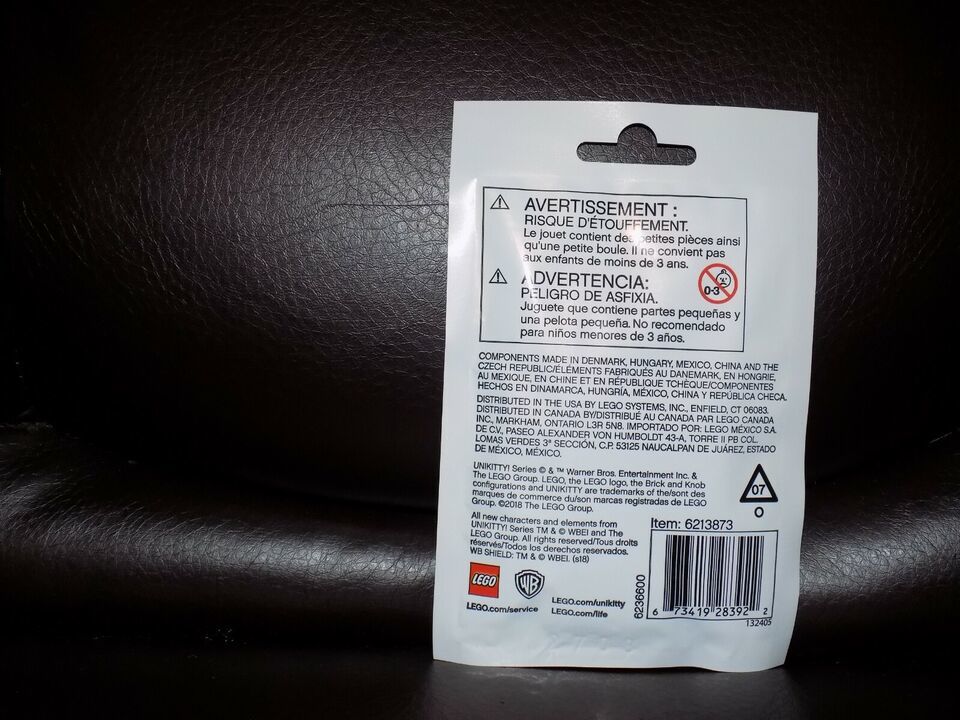 AVERTISSEMENT :
RISQUE D'ÉTOUFFEMENT.
Le jouet contient des petites pièces ainsi
qu'une petite boule. Il ne convient pas
aux enfants de moins de 3 ans.
0-3
ADVERTENCIA:
PELIGRO DE ASFIXIA.
Juguete que contiene partes pequeñas y
una pelota pequeña. No recomendado
para niños menores de 3 años.
COMPONENTS MADE IN DENMARK, HUNGARY, MEXICO, CHINA AND THE
CZECH REPUBLIC/ÉLÉMENTS FABRIQUÉS AU DANEMARK, EN HONGRIE,
AU MEXIQUE, EN CHINE ET EN RÉPUBLIQUE TCHÈQUE/COMPONENTES
HECHOS EN DINAMARCA, HUNGRÍA, MÉXICO, CHINA Y REPÚBLICA CHECA.
DISTRIBUTED IN THE USA BY LEGO SYSTEMS, INC., ENFIELD, CT 06083.
DISTRIBUTED IN CANADA BY/DISTRIBUÉ AU CANADA PAR LEGO CANADA
INC., MARKHAM, ONTARIO L3R 5N8. IMPORTADO POR: LEGO MÉXICO S.A.
DE C.V., PASEO ALEXANDER VON HUMBOLDT 43-A, TORRE II PB COL.
LOMAS VERDES 3ª SECCIÓN, C.P. 53125 NAUCALPAN DE JUÁREZ, ESTADO
DE MÉXICO, MÉXICO.
UNIKITTY! Series © & ™ Warner Bros. Entertainment Inc. &
The LEGO Group. LEGO, the LEGO logo, the Brick and Knob
configurations and UNIKITTY are trademarks of the/sont des
marques de commerce du/son marcas registradas de LEGO
Group. ©2018 The LEGO Group.
07
O
All new characters and elements from
UNIKITTY! Series TM & © WBEI and The
LEGO Group. All rights reserved/Tous droits
réservés/Todos los derechos reservados.
WB SHIELD: TM & © WBEI. (s18)
Item: 6213873
LEGO
WB
LEGO.com/service
LEGO.com/unikitty
LEGO.com/life
6236600
6 73419 28392 2
132405